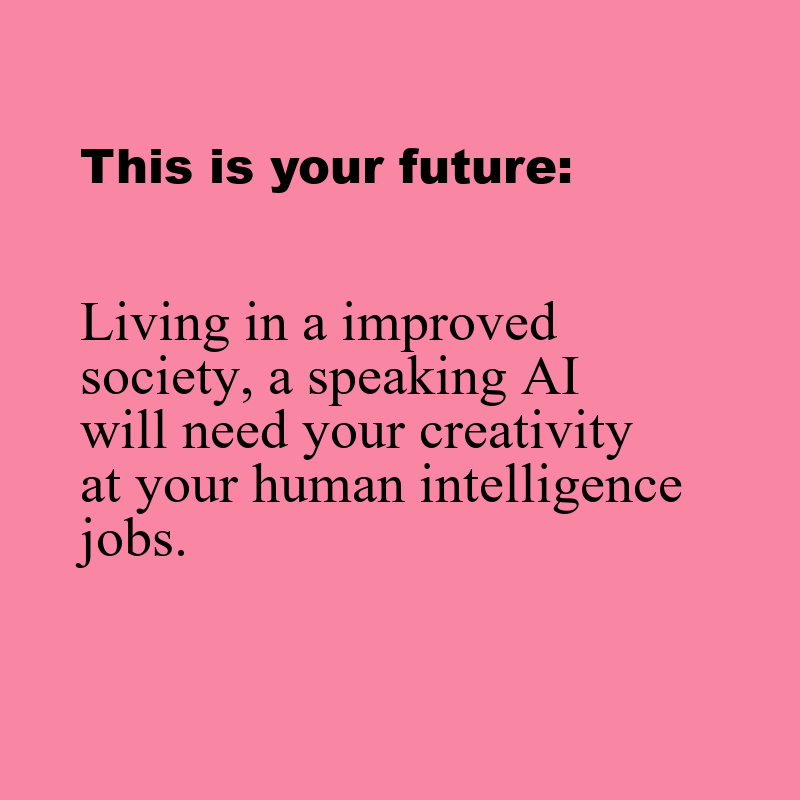 This is your future:
Living in a improved
society, a speaking AI
will need your creativity
at your human intelligence
jobs.